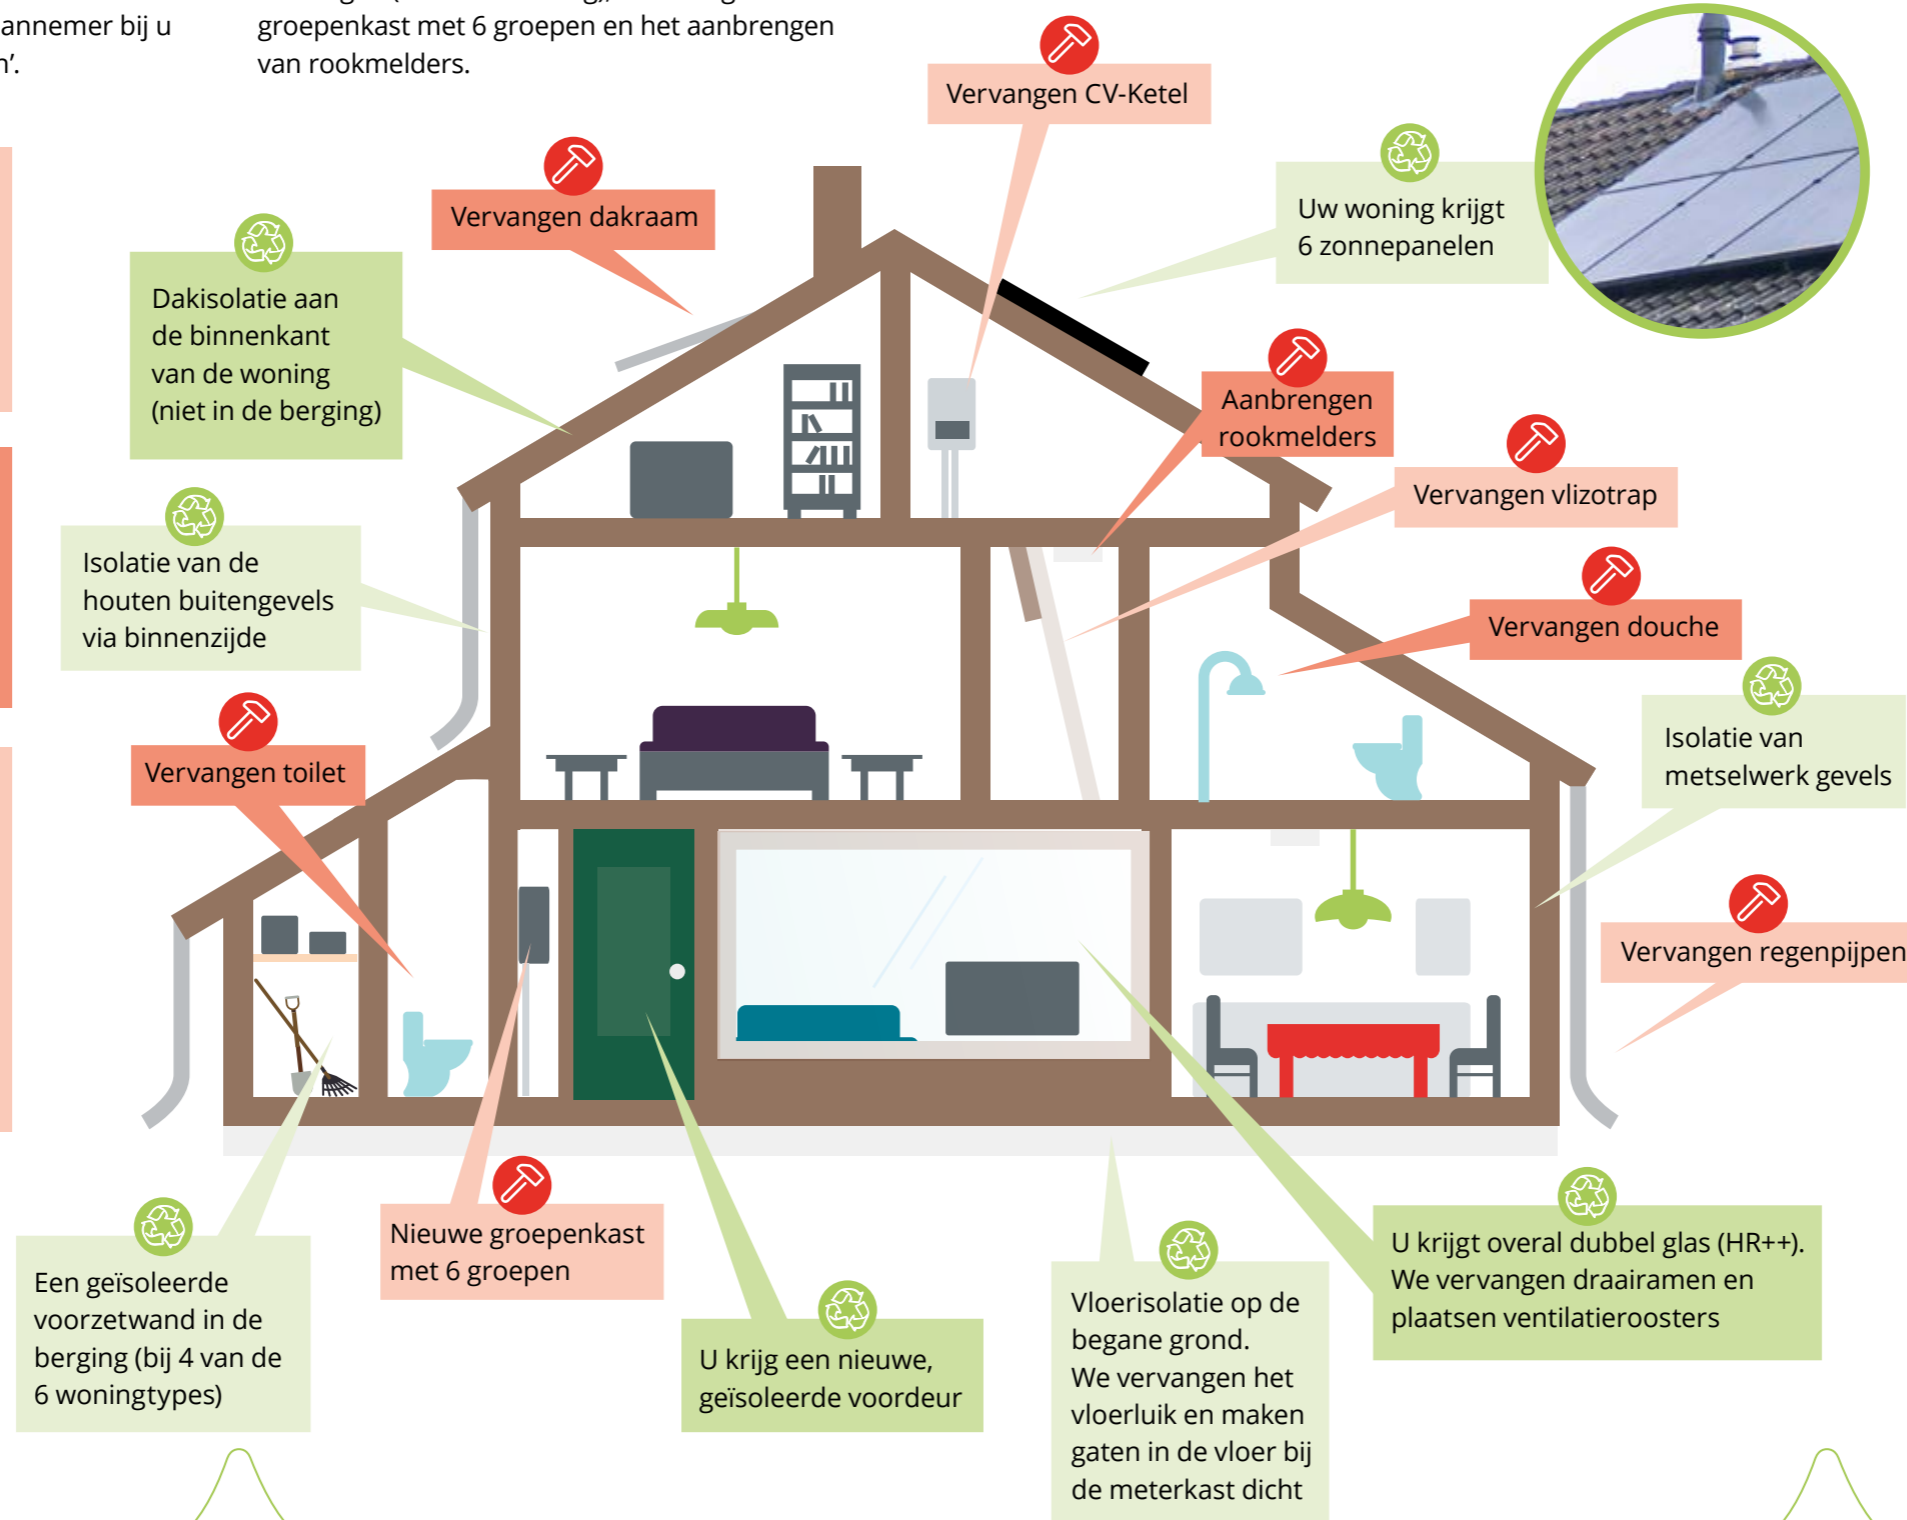 annemer bij u
n’.
groepenkast met 6 groepen en het aanbrengen
van rookmelders.
Vervangen CV-Ketel
Vervangen dakraam
Uw woning krijgt
6 zonnepanelen
Dakisolatie aan
de binnenkant
van de woning
(niet in de berging)
Aanbrengen
rookmelders
Vervangen vlizotrap
Isolatie van de
houten buitengevels
via binnenzijde
Vervangen douche
Vervangen toilet
Isolatie van
metselwerk gevels
Vervangen regenpijpen
Nieuwe groepenkast
met 6 groepen
Een geïsoleerde
voorzetwand in de
berging (bij 4 van de
6 woningtypes)
U krijg een nieuwe,
geïsoleerde voordeur
Vloerisolatie op de
begane grond.
We vervangen het
vloerluik en maken
gaten in de vloer bij
de meterkast dicht
U krijgt overal dubbel glas (HR++).
We vervangen draairamen en
plaatsen ventilatieroosters